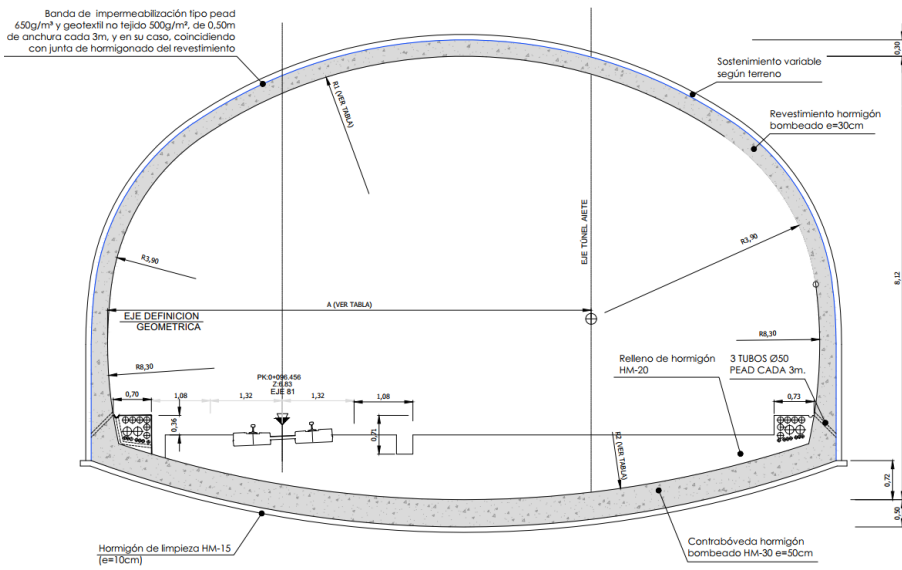 Banda de impermeabilización tipo pead
650g/m² y geotextil no tejido 500g/m², de 0,50m
de anchura cada 3m, y en su caso, coincidiendo
con junta de hormigonado del revestimiento
0,30
Sostenimiento variable
según terreno
R1 (VER TABLA)
Revestimiento hormigón
bombeado e=30cm
EJE TÚNEL AIETE
R3,90
R3,90
8,12
A (VER TABLA)
EJE DEFINICION
GEOMETRICA
R8,30
R8,30
PK:0+096.456
Z:6.83
EJE 81
Relleno de hormigón
HM-20
3 TUBOS Ø50
PEAD CADA 3m.
0,70
1,08
1,32
1,32
1,08
0,73
0,36
0,71
R2 (VER TABLA)
0,72
0,50
Hormigón de limpieza HM-15
(e=10cm)
Contrabóveda hormigón
bombeado HM-30 e=50cm